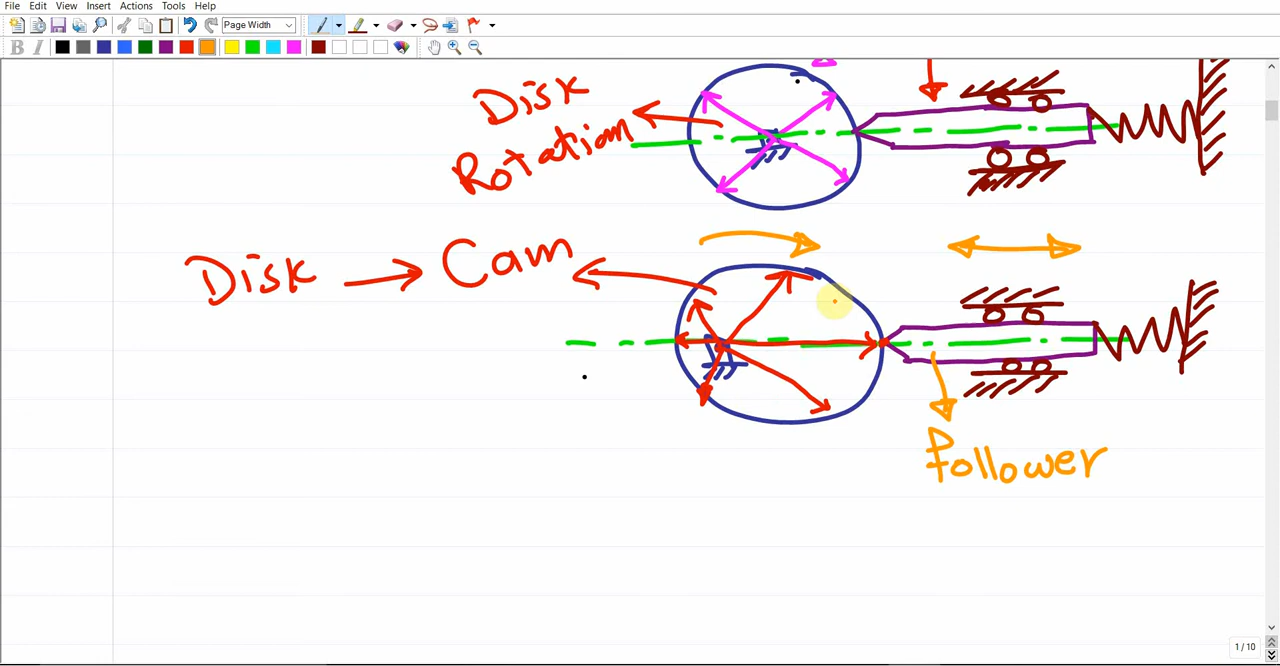 File Edit View Insert Actions Tools Help
Page Width
B I
Disk
Rotation
Disk → Cam
Follower
1 / 10